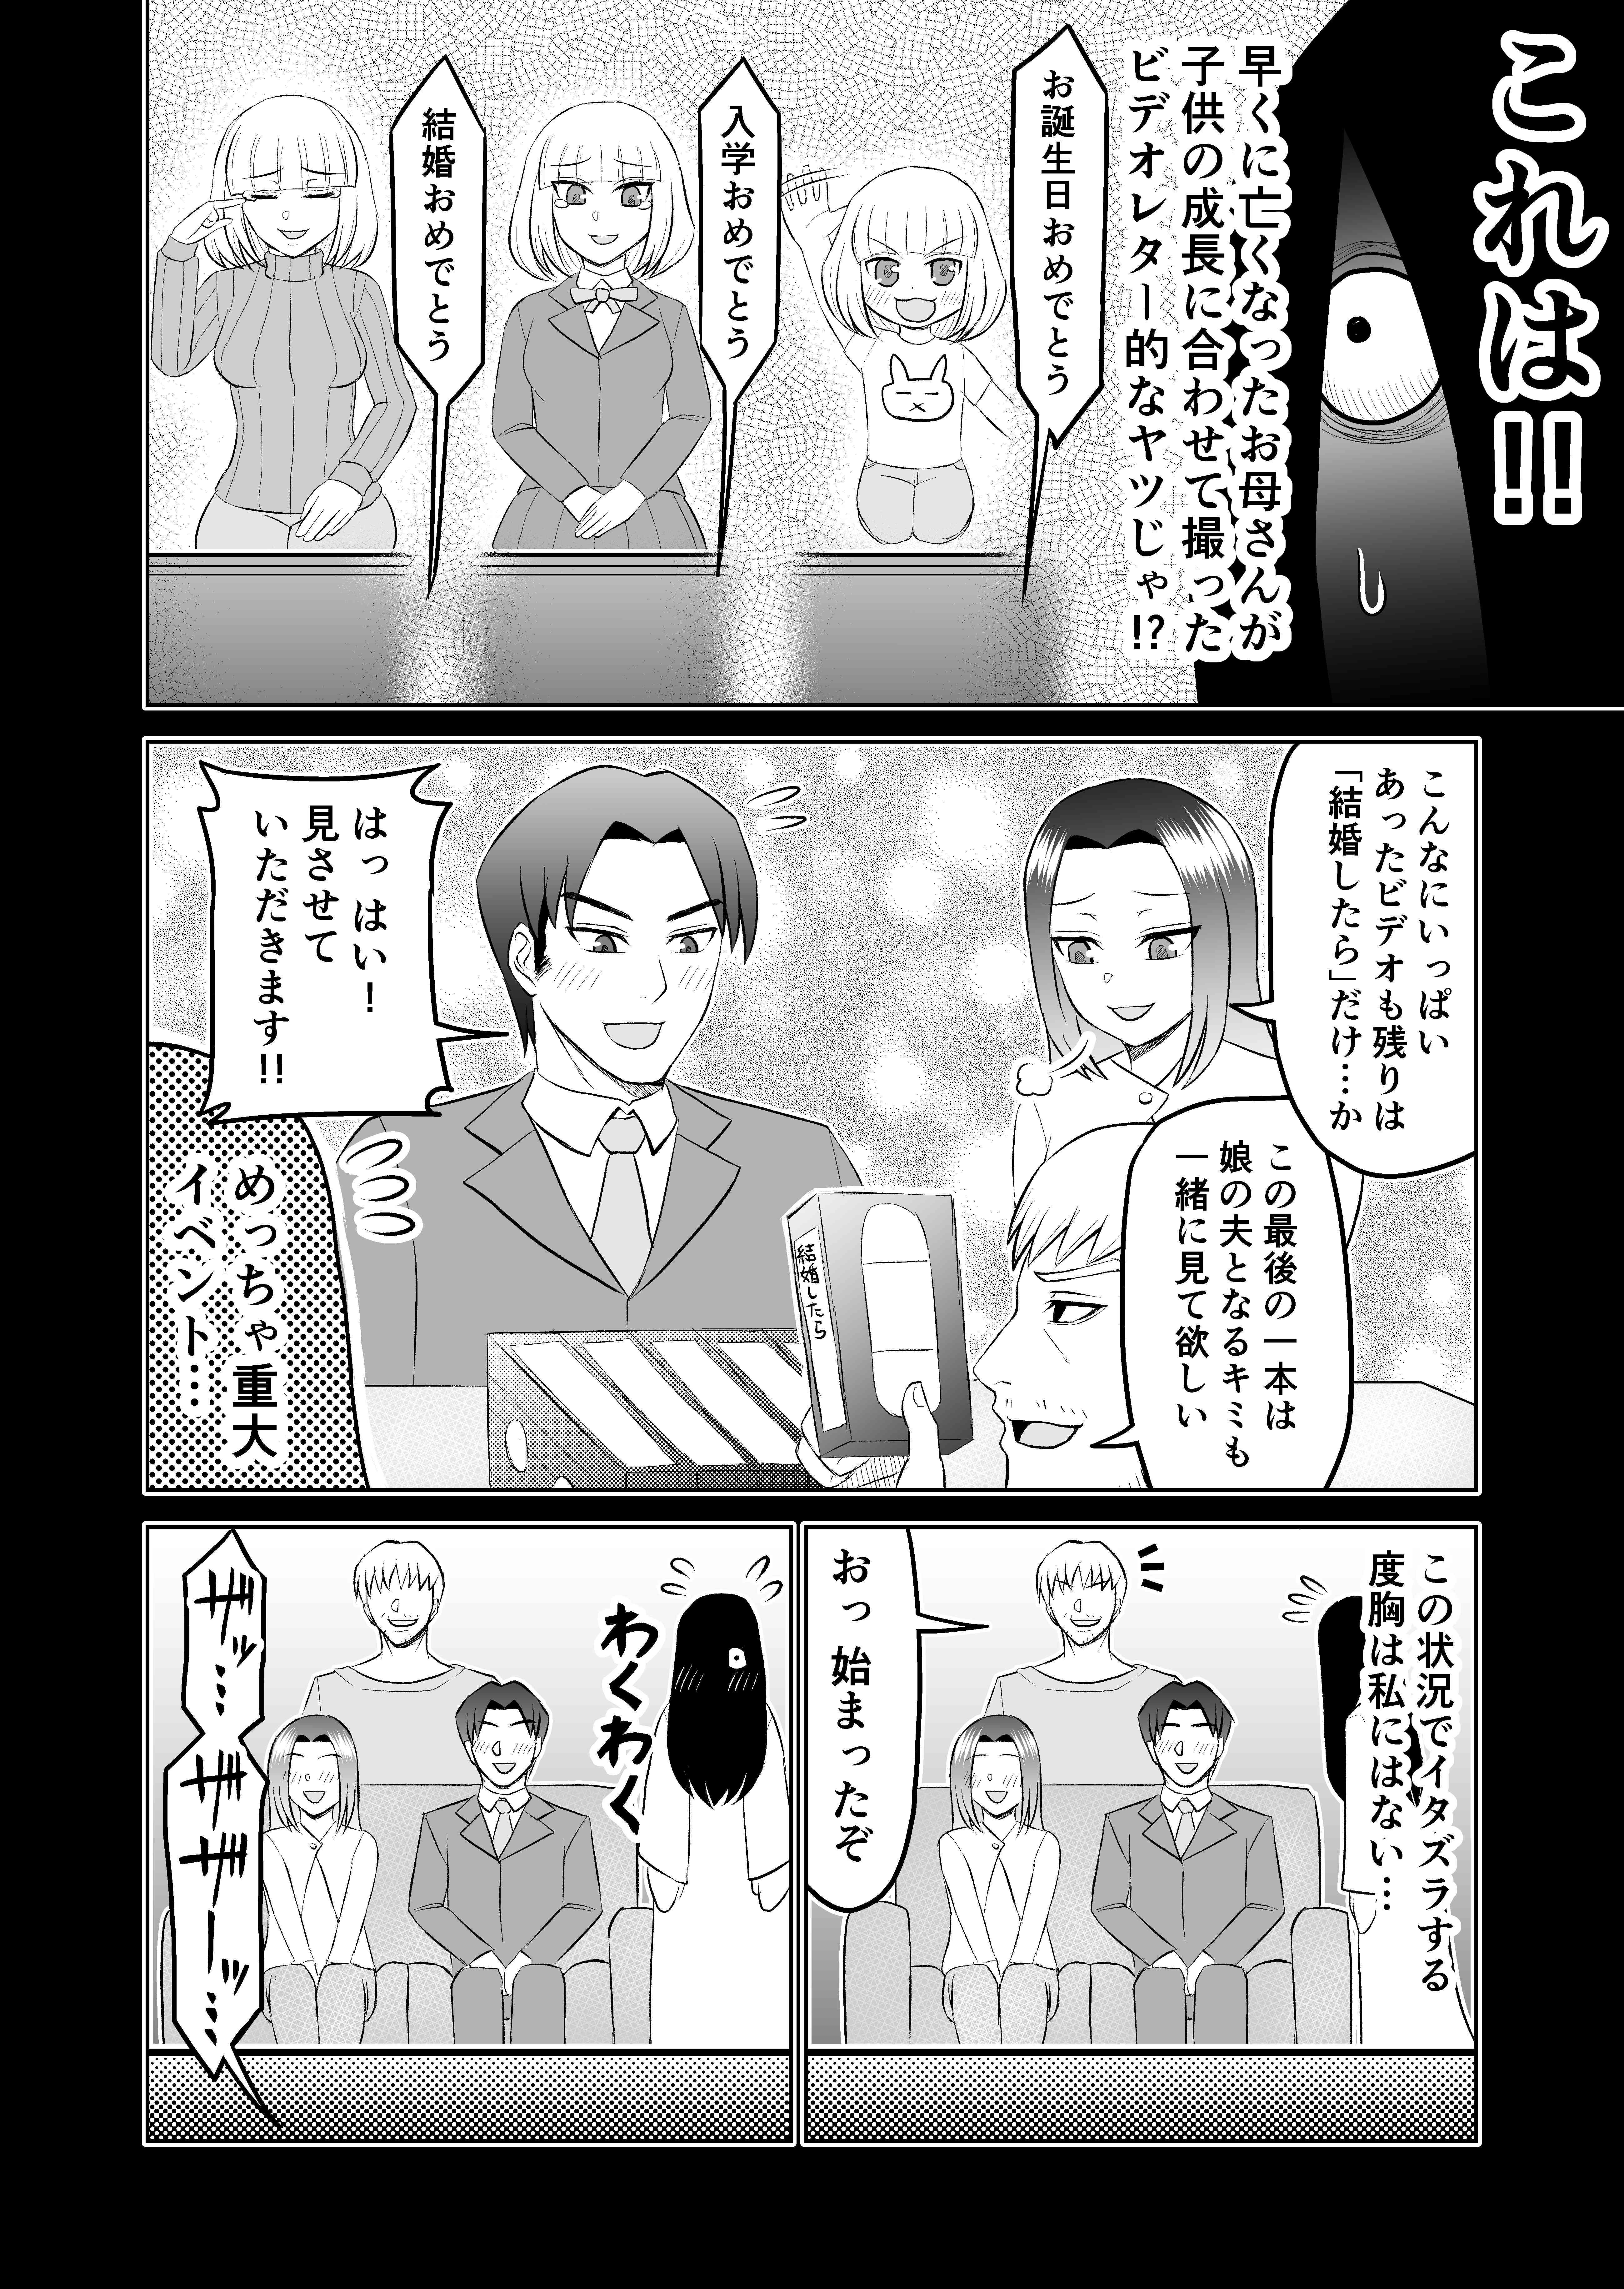 これは!!
早くに亡くなったお母さんが
子供の成長に合わせて撮った
ビデオレター的なヤツじゃ!?
お誕生日おめでとう
入学おめでとう
結婚おめでとう
こんなにいっぱい
あったビデオも残りは
「結婚したら」だけ…か
この最後の一本は
娘の夫となるキミも
一緒に見て欲しい
結婚したら
はっ はい!
見させて
いただきます!!
めっちゃ重大
イベント…
この状況でイタズラする
度胸は私にはない…
おっ 始まったぞ
わくわく
ザッ…ザザザーッ…